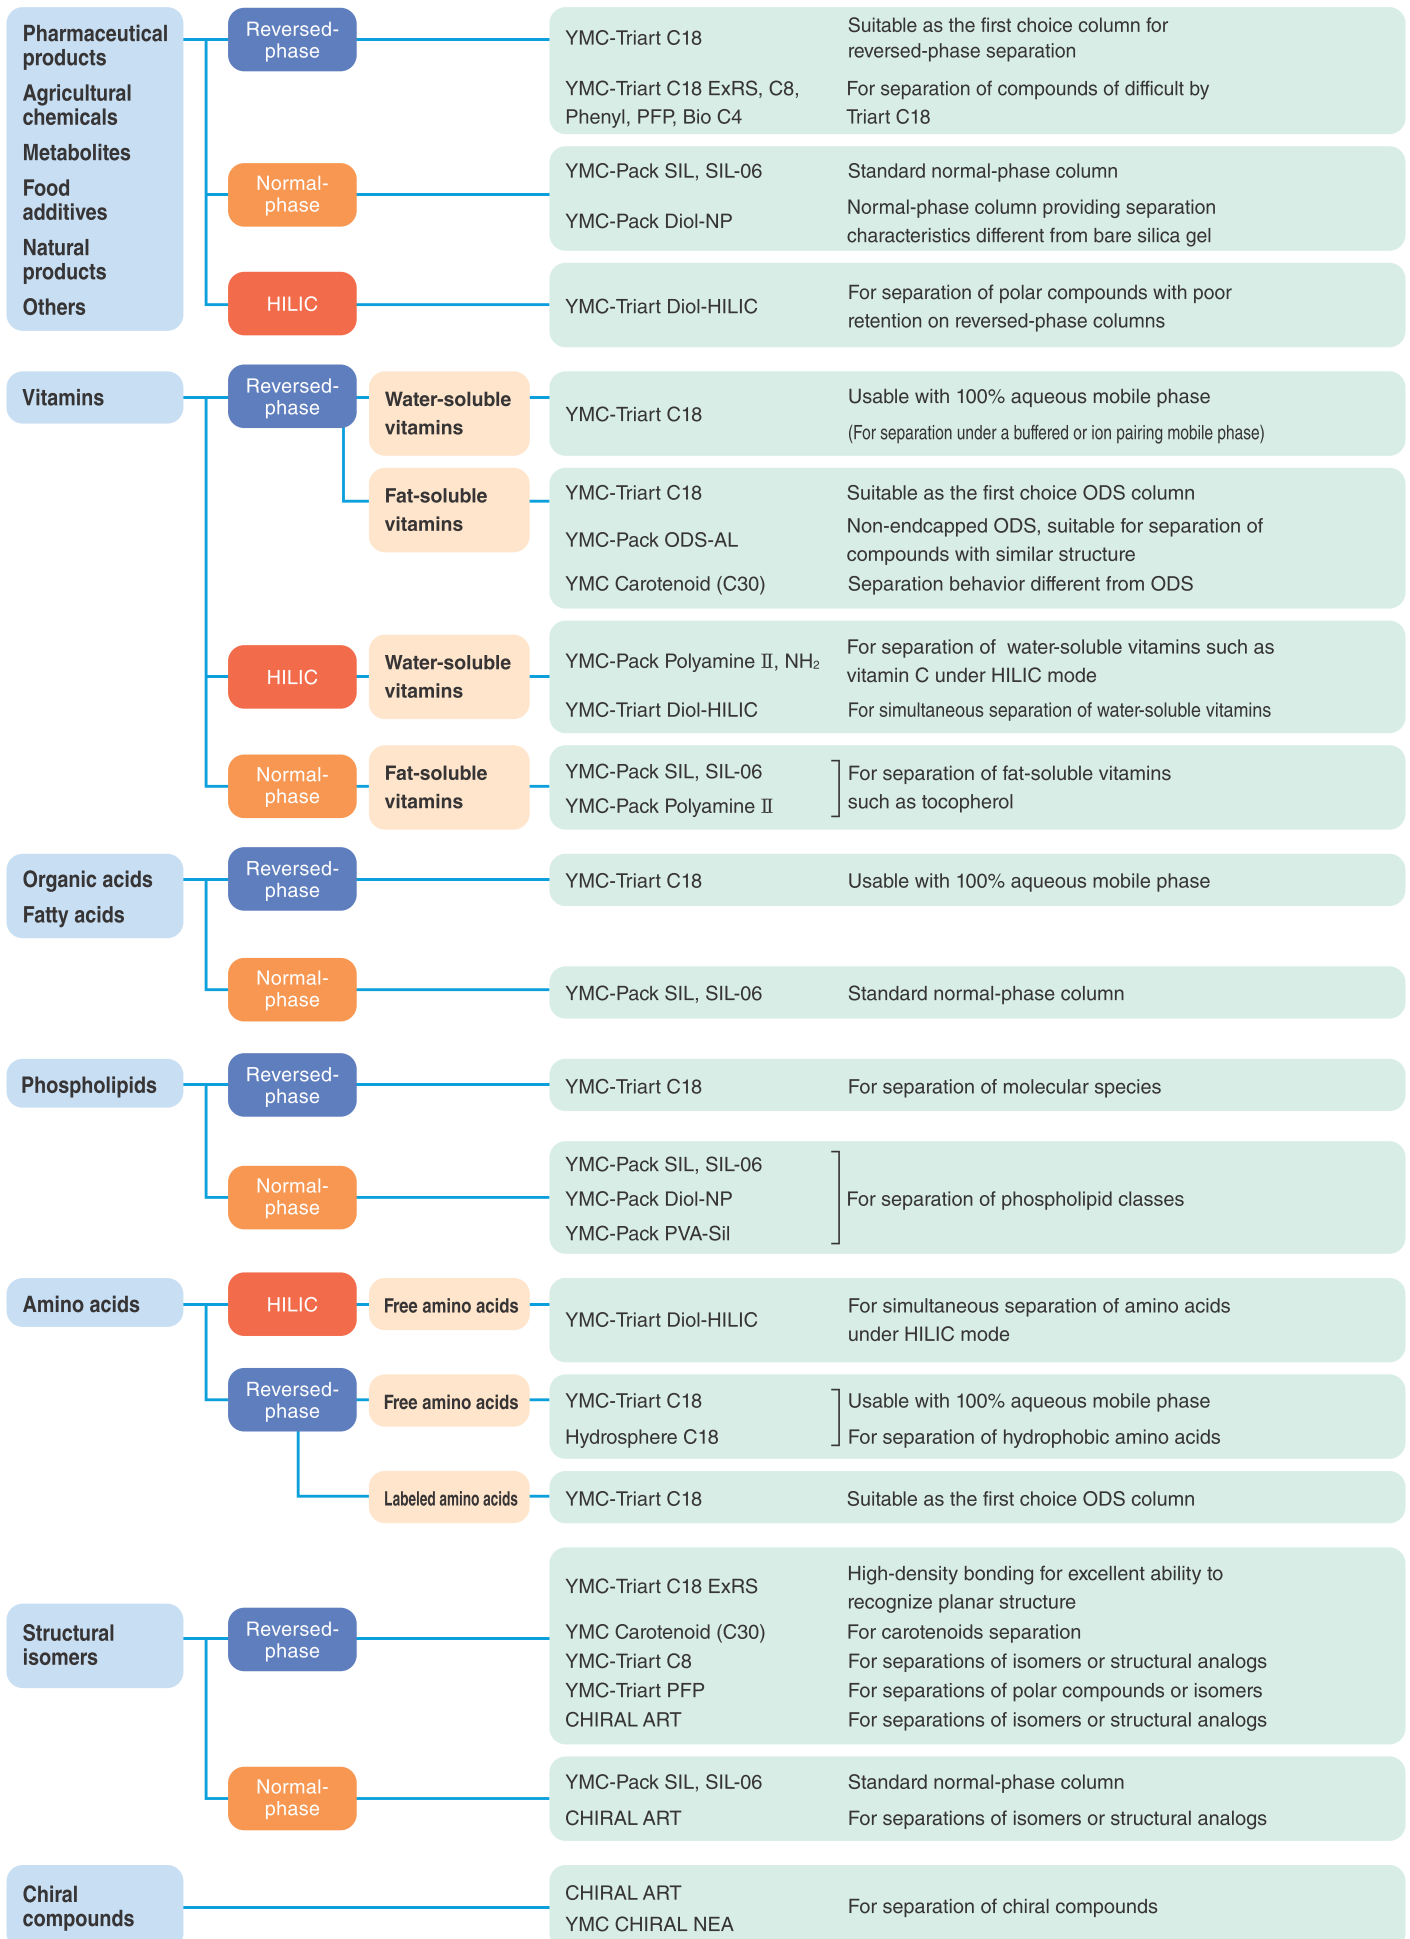 Pharmaceutical
products
Agricultural
chemicals
Metabolites
Food
additives
Natural
products
Others
Reversed-
phase
YMC-Triart C18
Suitable as the first choice column for
reversed-phase separation
YMC-Triart C18 ExRS, C8,
Phenyl, PFP, Bio C4
For separation of compounds of difficult by
Triart C18
Normal-
phase
YMC-Pack SIL, SIL-06
Standard normal-phase column
YMC-Pack Diol-NP
Normal-phase column providing separation
characteristics different from bare silica gel
HILIC
YMC-Triart Diol-HILIC
For separation of polar compounds with poor
retention on reversed-phase columns
Vitamins
Reversed-
phase
Water-soluble
vitamins
YMC-Triart C18
Usable with 100% aqueous mobile phase
(For separation under a buffered or ion pairing mobile phase)
Fat-soluble
vitamins
YMC-Triart C18
Suitable as the first choice ODS column
YMC-Pack ODS-AL
Non-endcapped ODS, suitable for separation of
compounds with similar structure
YMC Carotenoid (C30)
Separation behavior different from ODS
HILIC
Water-soluble
vitamins
YMC-Pack Polyamine Ⅱ, NH₂
For separation of water-soluble vitamins such as
vitamin C under HILIC mode
YMC-Triart Diol-HILIC
For simultaneous separation of water-soluble vitamins
Normal-
phase
Fat-soluble
vitamins
YMC-Pack SIL, SIL-06
YMC-Pack Polyamine Ⅱ
For separation of fat-soluble vitamins
such as tocopherol
Organic acids
Fatty acids
Reversed-
phase
YMC-Triart C18
Usable with 100% aqueous mobile phase
Normal-
phase
YMC-Pack SIL, SIL-06
Standard normal-phase column
Phospholipids
Reversed-
phase
YMC-Triart C18
For separation of molecular species
Normal-
phase
YMC-Pack SIL, SIL-06
YMC-Pack Diol-NP
YMC-Pack PVA-Sil
For separation of phospholipid classes
Amino acids
HILIC
Free amino acids
YMC-Triart Diol-HILIC
For simultaneous separation of amino acids
under HILIC mode
Reversed-
phase
Free amino acids
YMC-Triart C18
Usable with 100% aqueous mobile phase
Hydrosphere C18
For separation of hydrophobic amino acids
Labeled amino acids
YMC-Triart C18
Suitable as the first choice ODS column
Structural
isomers
Reversed-
phase
YMC-Triart C18 ExRS
High-density bonding for excellent ability to
recognize planar structure
YMC Carotenoid (C30)
For carotenoids separation
YMC-Triart C8
For separations of isomers or structural analogs
YMC-Triart PFP
For separations of polar compounds or isomers
CHIRAL ART
For separations of isomers or structural analogs
Normal-
phase
YMC-Pack SIL, SIL-06
Standard normal-phase column
CHIRAL ART
For separations of isomers or structural analogs
Chiral
compounds
CHIRAL ART
YMC CHIRAL NEA
For separation of chiral compounds